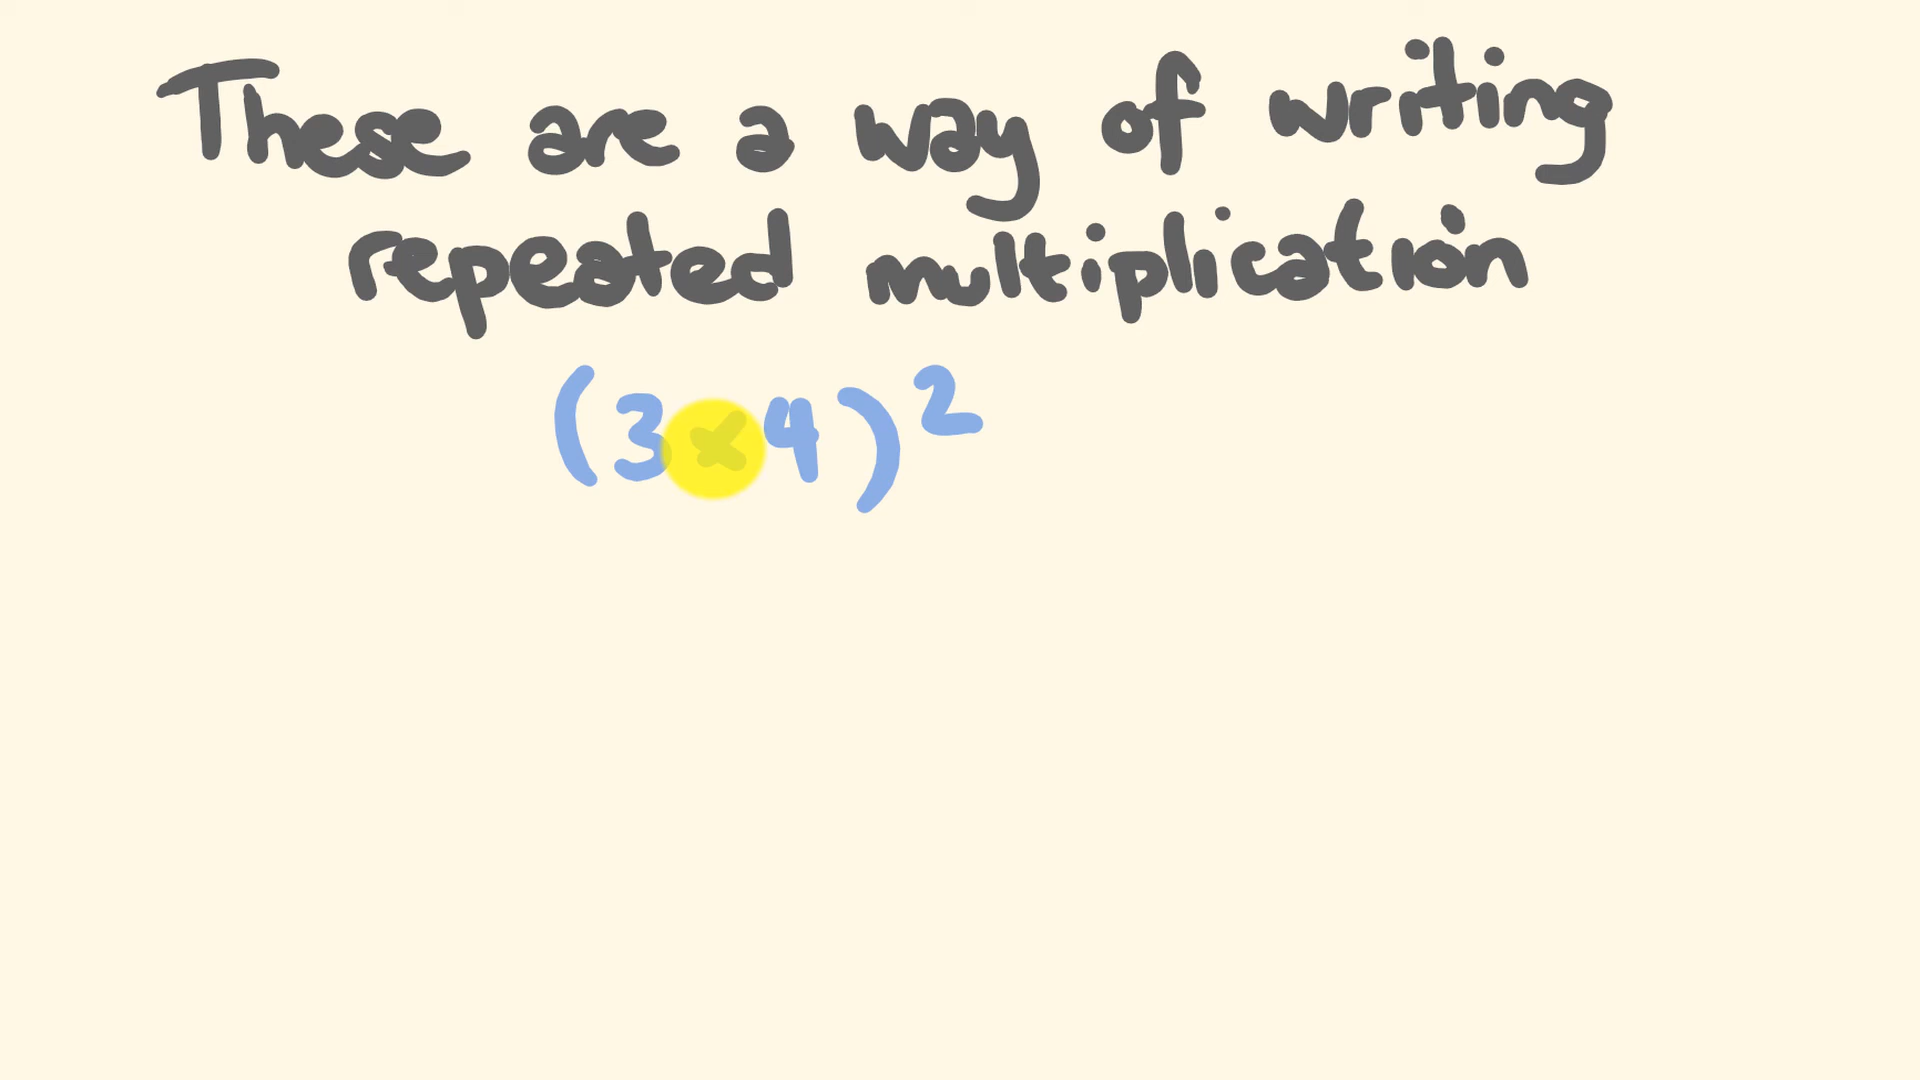 These are a way of writing
repeated multiplication
(3×4)²